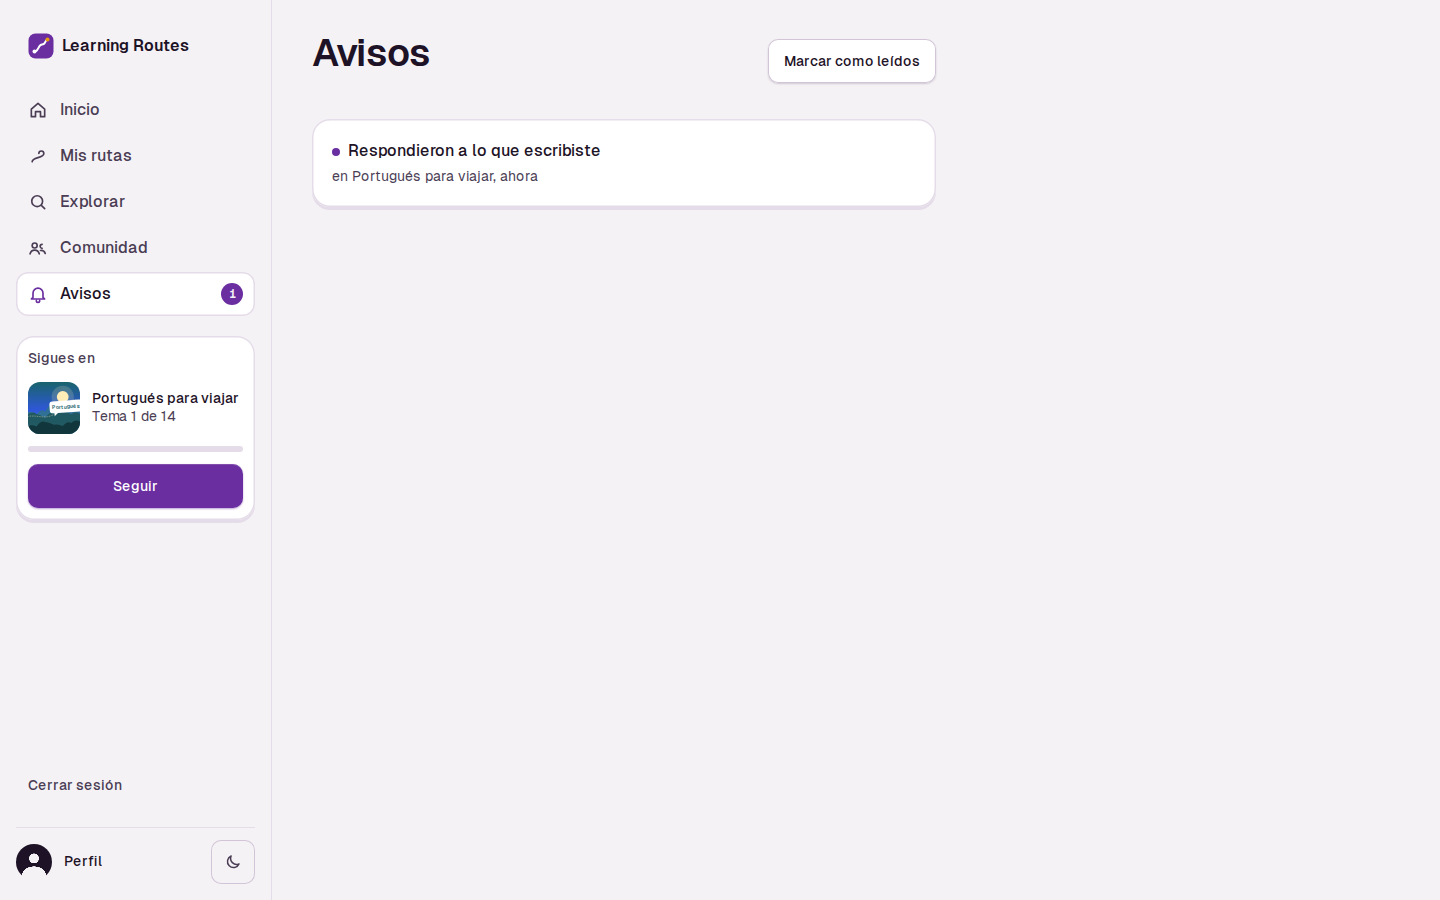 Learning Routes
Inicio
Mis rutas
Explorar
Comunidad
Avisos
1
Sigues en
Portugués para viajar
Tema 1 de 14
Seguir
Cerrar sesión
Perfil
Avisos
Marcar como leídos
Respondieron a lo que escribiste
en Portugués para viajar, ahora